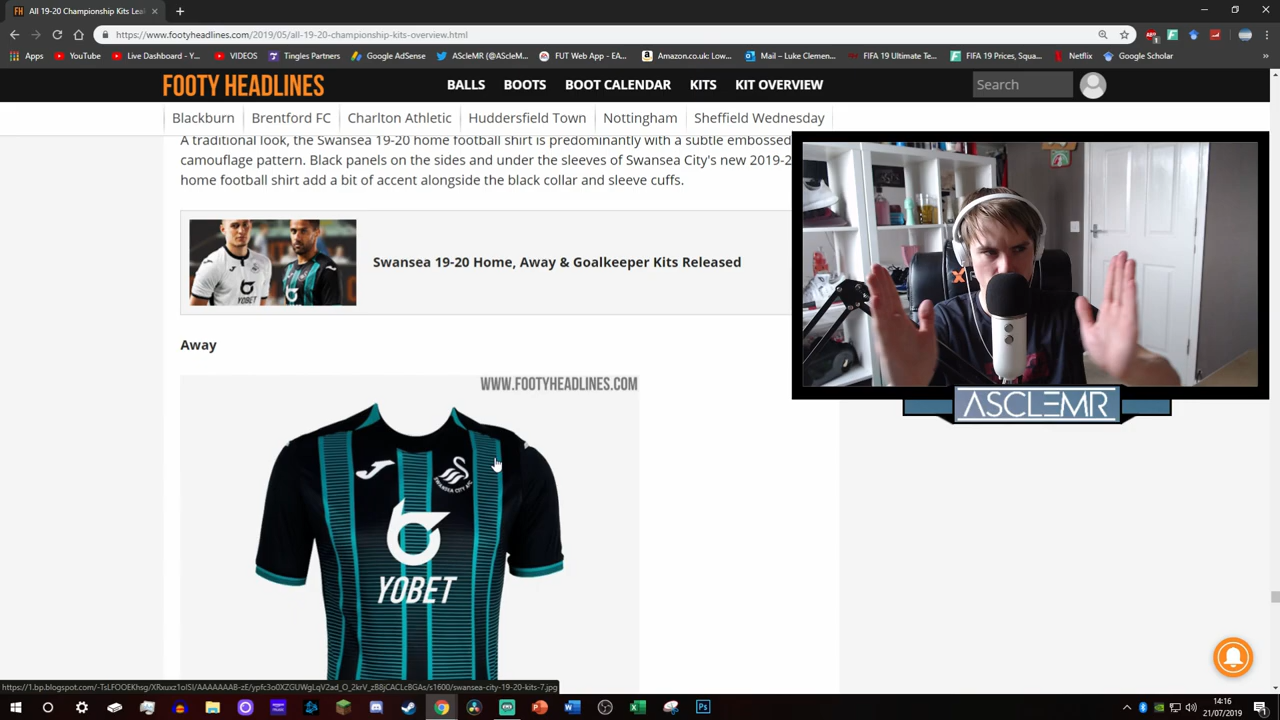 All 19-20 Championship Kits Lea
https://www.footyheadlines.com/2019/05/all-19-20-championship-kits-overview.html
Apps
YouTube
Live Dashboard - Y...
VIDEOS
Tingles Partners
Google AdSense
AScleMR (@AScleM...
FUT Web App - EA...
Amazon.co.uk: Low...
Mail – Luke Clemen...
FIFA 19 Ultimate Te...
FIFA 19 Prices, Squa...
Netflix
Google Scholar
FOOTY HEADLINES
BALLS
BOOTS
BOOT CALENDAR
KITS
KIT OVERVIEW
Search
Blackburn
Brentford FC
Charlton Athletic
Huddersfield Town
Nottingham
Sheffield Wednesday
A traditional look, the Swansea 19-20 home football shirt is predominantly with a subtle embossed
camouflage pattern. Black panels on the sides and under the sleeves of Swansea City's new 2019-2
home football shirt add a bit of accent alongside the black collar and sleeve cuffs.
YOBET
Swansea 19-20 Home, Away & Goalkeeper Kits Released
Away
WWW.FOOTYHEADLINES.COM
SWANSEA CITY AFC
YOBET
ASCLEMR
14:16
21/07/2019